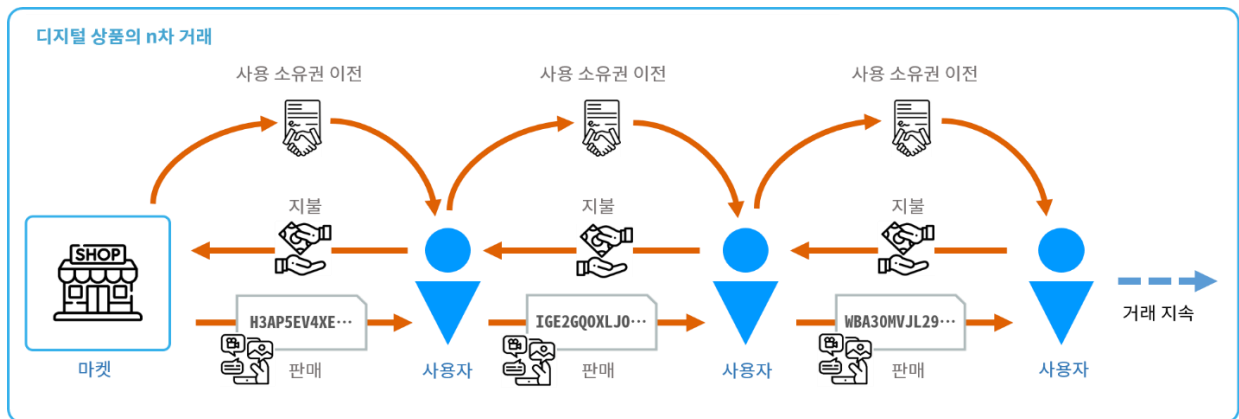 디지털 상품의 n차 거래
사용 소유권 이전
사용 소유권 이전
사용 소유권 이전
지불
지불
지불
SHOP
H3AP5EV4XE…
IGE2GQOXLJO…
WBA3OMVJL29…
거래 지속
마켓
판매
사용자
판매
사용자
판매
사용자